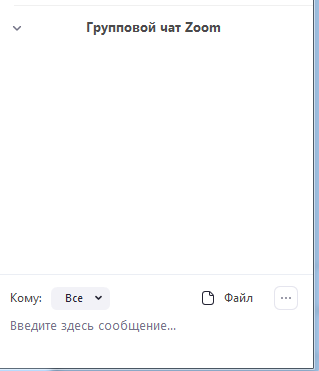 Групповой чат Zoom
Кому: Все Файл
Введите здесь сообщение...